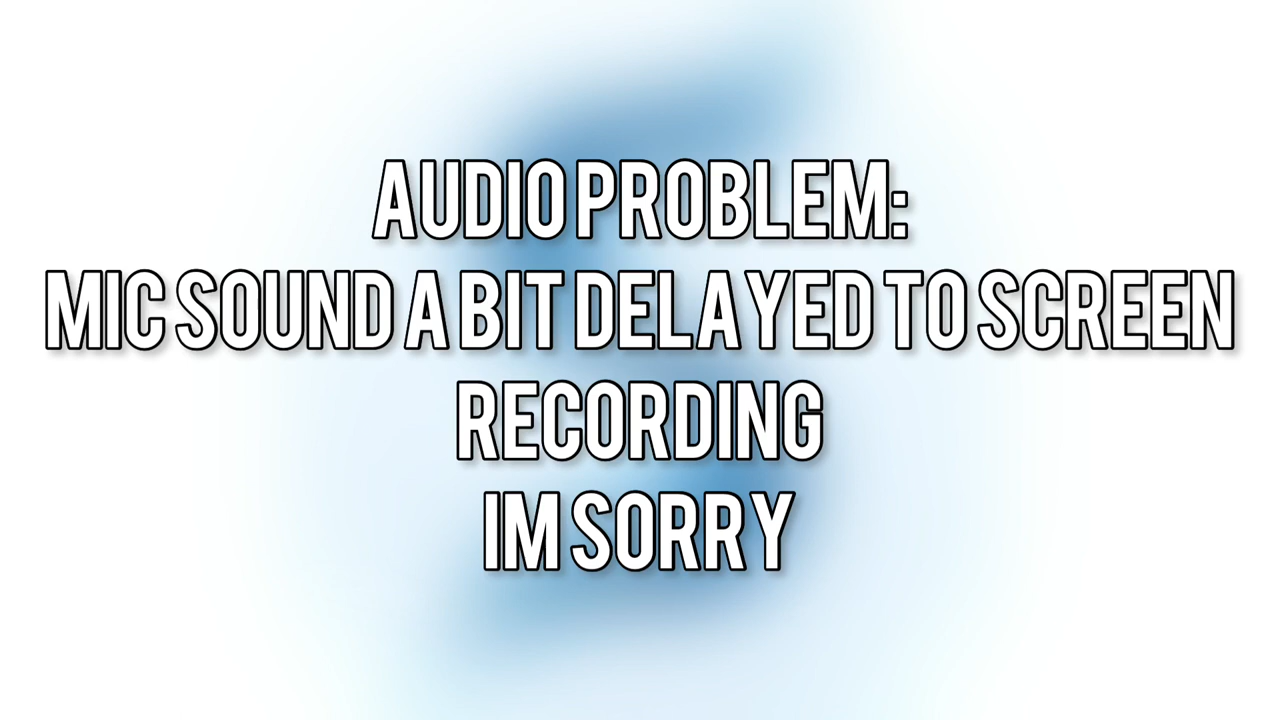 AUDIO PROBLEM:
MIC SOUND A BIT DELAYED TO SCREEN
RECORDING
IM SORRY